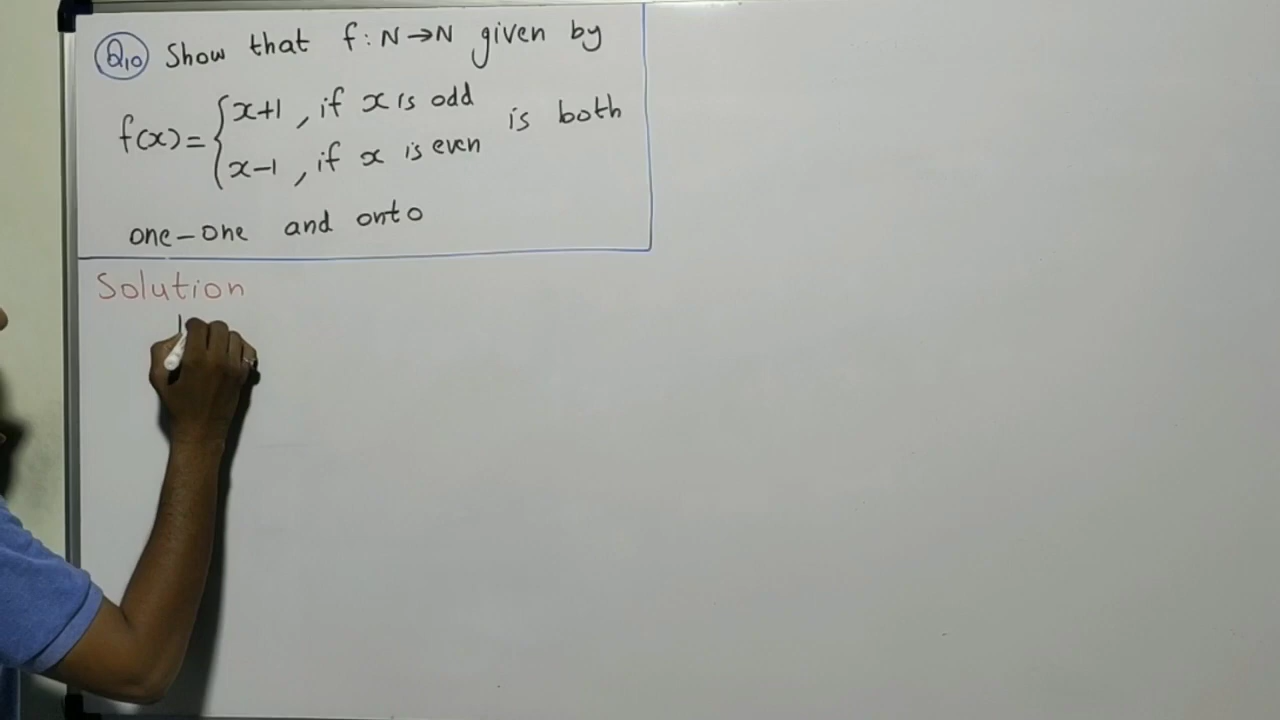 Q10 Show that f: N→N given by
f(x) = { x+1 , if x is odd
x-1 , if x is even is both
one-one and onto
Solution